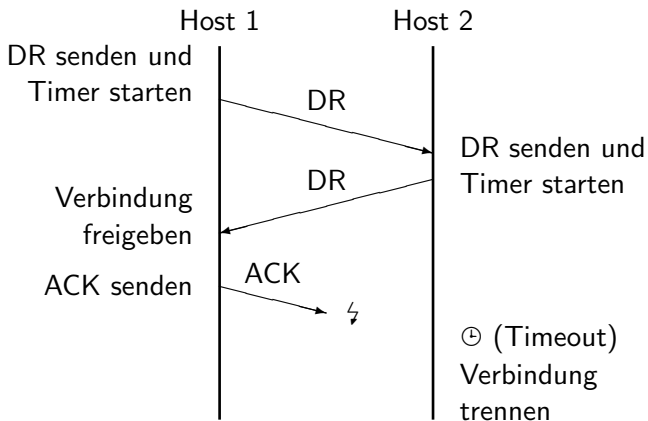 Host 1
Host 2
DR senden und
Timer starten
DR
DR senden und
Timer starten
DR
Verbindung
freigeben
ACK senden
ACK
(Timeout)
Verbindung
trennen